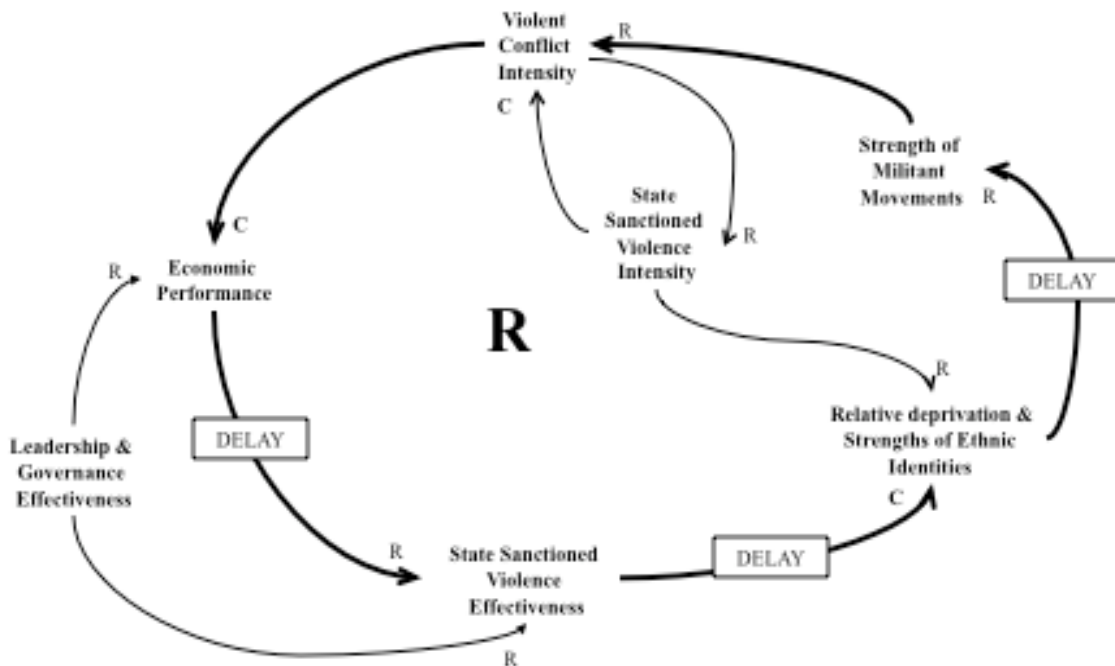 Violent
Conflict
Intensity
R
C
Strength of
Militant
Movements
R
State
Sanctioned
Violence
Intensity
R
C
Economic
Performance
R
DELAY
R
R
Relative deprivation &
Strengths of Ethnic
Identities
C
DELAY
Leadership &
Governance
Effectiveness
R
State Sanctioned
Violence
Effectiveness
DELAY
R